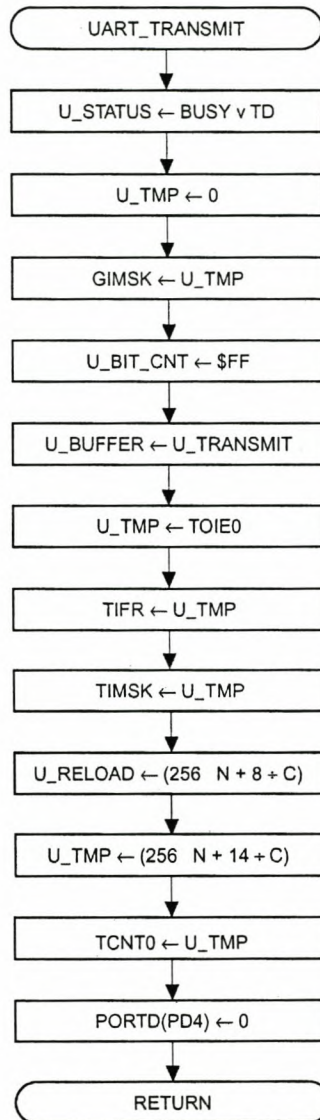 UART_TRANSMIT
U_STATUS ← BUSY v TD
U_TMP ← 0
GIMSK ← U_TMP
U_BIT_CNT ← $FF
U_BUFFER ← U_TRANSMIT
U_TMP ← TOIE0
TIFR ← U_TMP
TIMSK ← U_TMP
U_RELOAD ← (256 N + 8 ÷ C)
U_TMP ← (256 N + 14 ÷ C)
TCNT0 ← U_TMP
PORTD(PD4) ← 0
RETURN